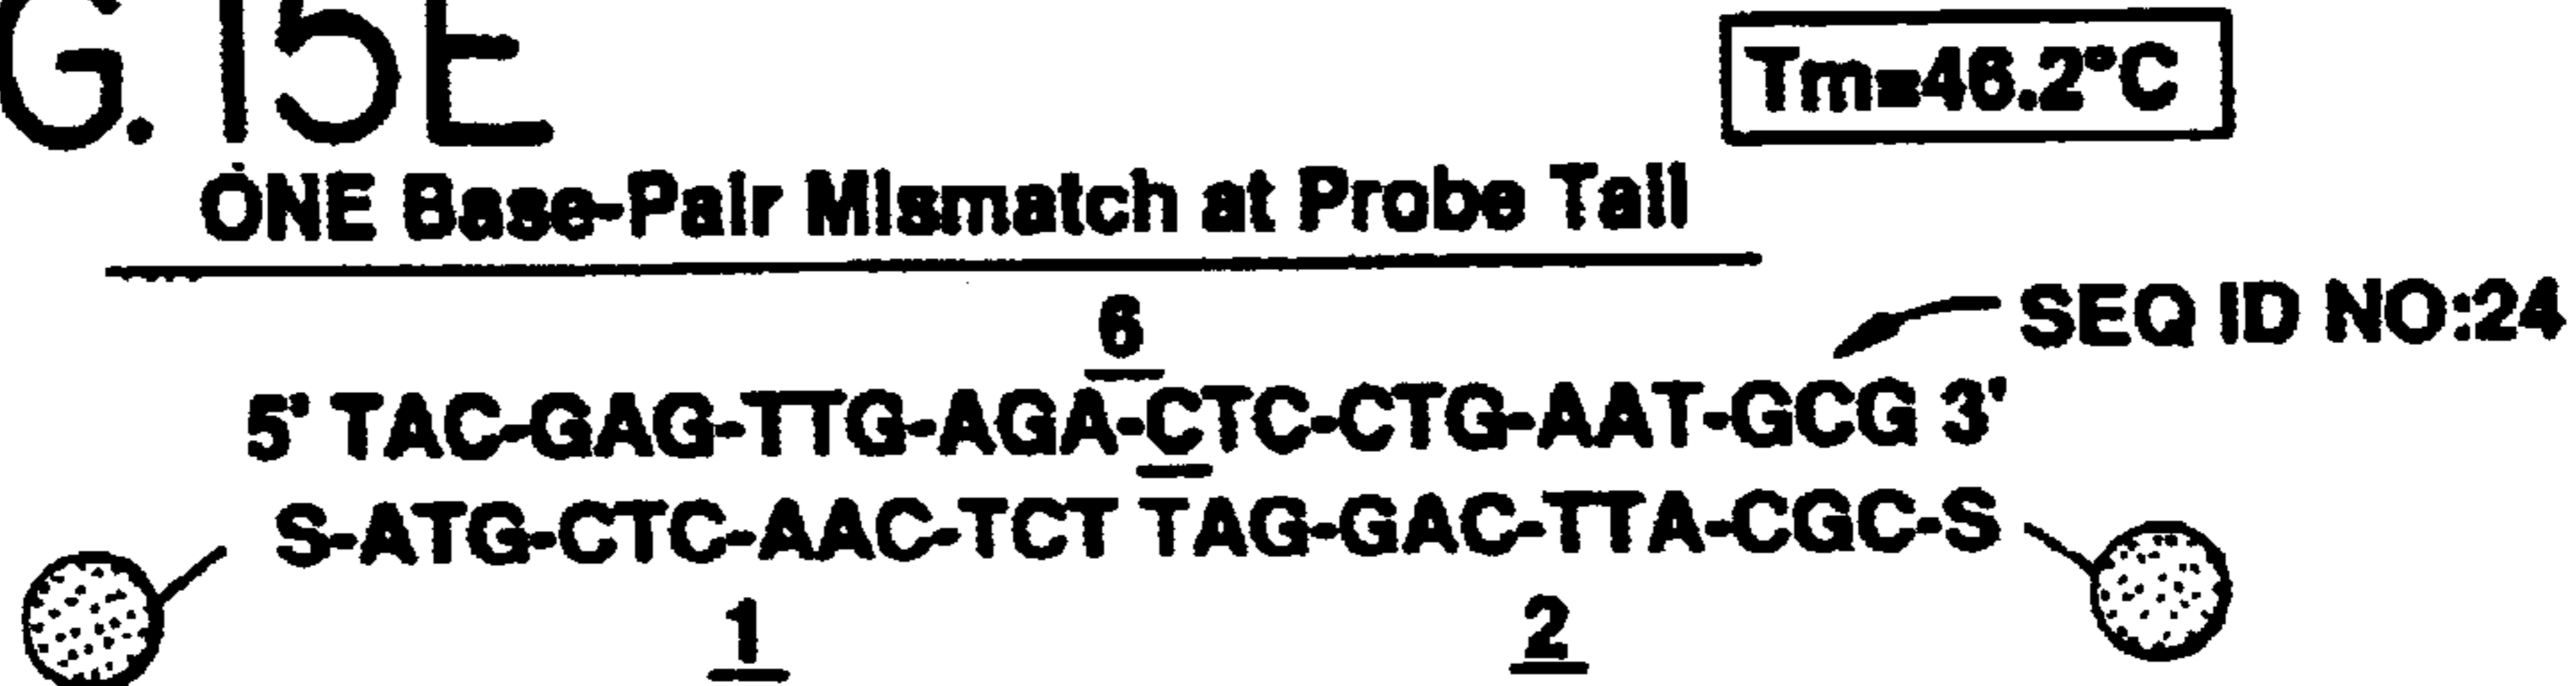 G. 15E
Tm=46.2°C
ONE Base-Pair Mismatch at Probe Tail
6
SEQ ID NO:24
5' TAC-GAG-TTG-AGA-CTC-CTG-AAT-GCG 3'
S-ATG-CTC-AAC-TCT TAG-GAC-TTA-CGC-S
1 2